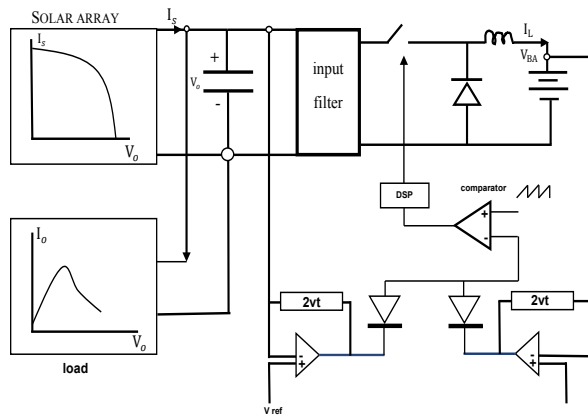 SOLAR ARRAY
I_s
I_s
V_o
+
V_o
-
input
filter
I_L
V_BA
DSP
comparator
+
-
I_o
V_o
load
2vt
2vt
-
+
-
+
V ref